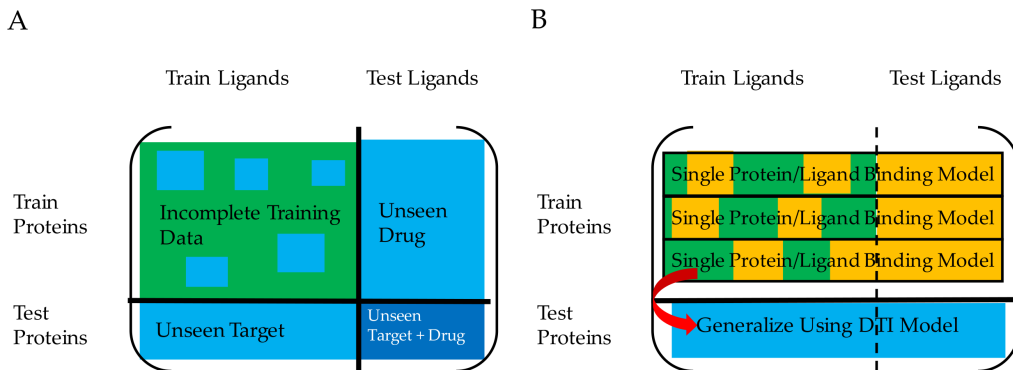 A
Train Ligands
Test Ligands
Train
Proteins
Incomplete Training
Data
Unseen
Drug
Test
Proteins
Unseen Target
Unseen
Target + Drug
B
Train Ligands
Test Ligands
Train
Proteins
Single Protein/Ligand Binding Model
Single Protein/Ligand Binding Model
Single Protein/Ligand Binding Model
Test
Proteins
Generalize Using DTI Model